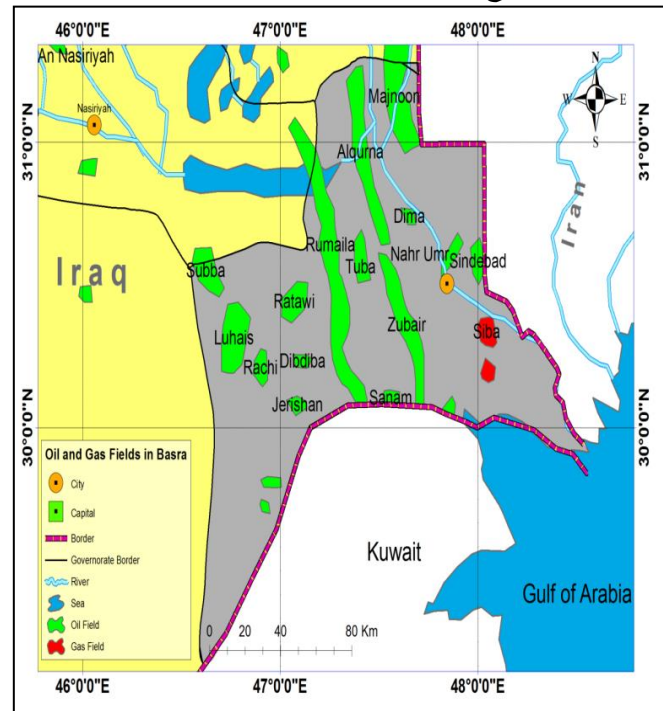 46°0'0"E
47°0'0"E
48°0'0"E
An Nasiriyah
Nasiriyah
Majnoon
N
W
E
S
31°0'0"N
31°0'0"N
Alqurna
Dima
Iran
Rumaila
Nahr Umr
Sindebad
Tuba
Subba
Iraq
Ratawi
Luhais
Zubair
Siba
Rachi
Dibdiba
Jerishan
Sanam
30°0'0"N
30°0'0"N
Oil and Gas Fields in Basra
City
Capital
Border
Governorate Border
River
Sea
Oil Field
Gas Field
Kuwait
Gulf of Arabia
0 20 40 80 Km
46°0'0"E
47°0'0"E
48°0'0"E